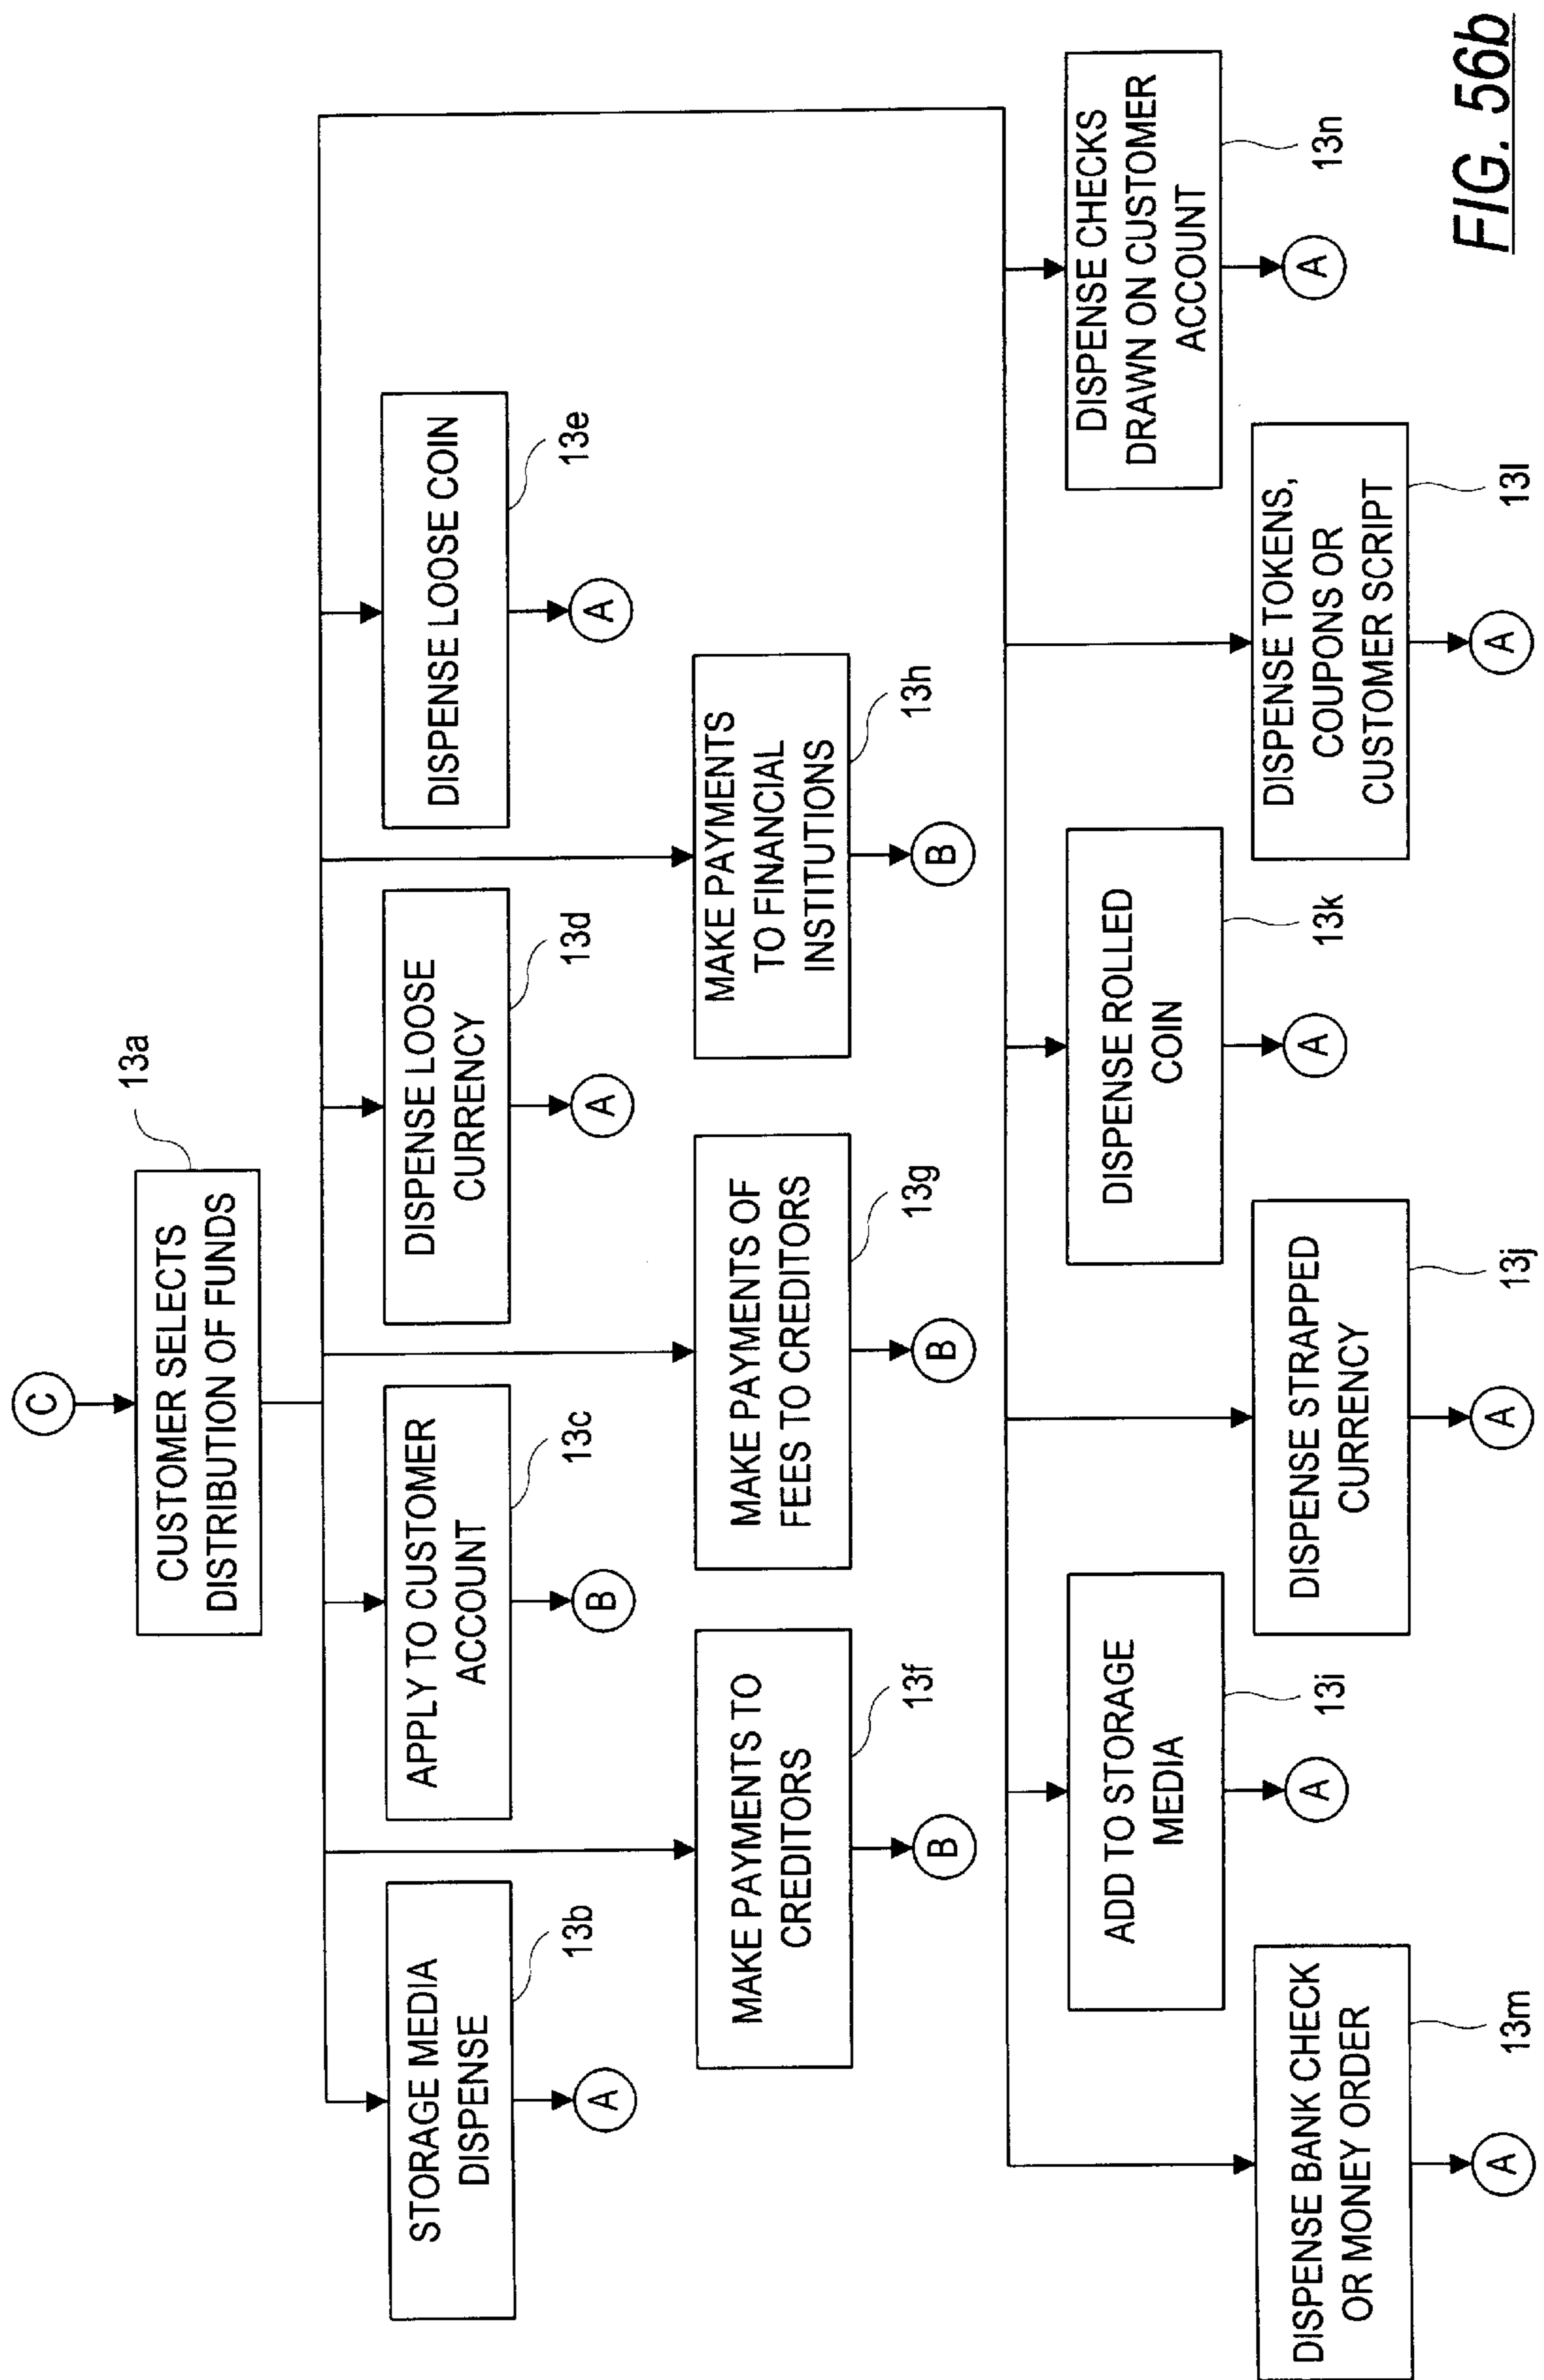 C
CUSTOMER SELECTS
DISTRIBUTION OF FUNDS
13a
STORAGE MEDIA
DISPENSE
13b
A
APPLY TO CUSTOMER
ACCOUNT
13c
B
DISPENSE LOOSE
CURRENCY
13d
A
DISPENSE LOOSE COIN
13e
A
MAKE PAYMENTS TO
CREDITORS
13f
B
MAKE PAYMENTS OF
FEES TO CREDITORS
13g
B
MAKE PAYMENTS
TO FINANCIAL
INSTITUTIONS
13h
B
ADD TO STORAGE
MEDIA
13i
A
DISPENSE ROLLED
COIN
13k
A
DISPENSE CHECKS
DRAWN ON CUSTOMER
ACCOUNT
13n
A
DISPENSE BANK CHECK
OR MONEY ORDER
13m
A
DISPENSE STRAPPED
CURRENCY
13j
A
DISPENSE TOKENS,
COUPONS OR
CUSTOMER SCRIPT
13l
A
FIG. 56b